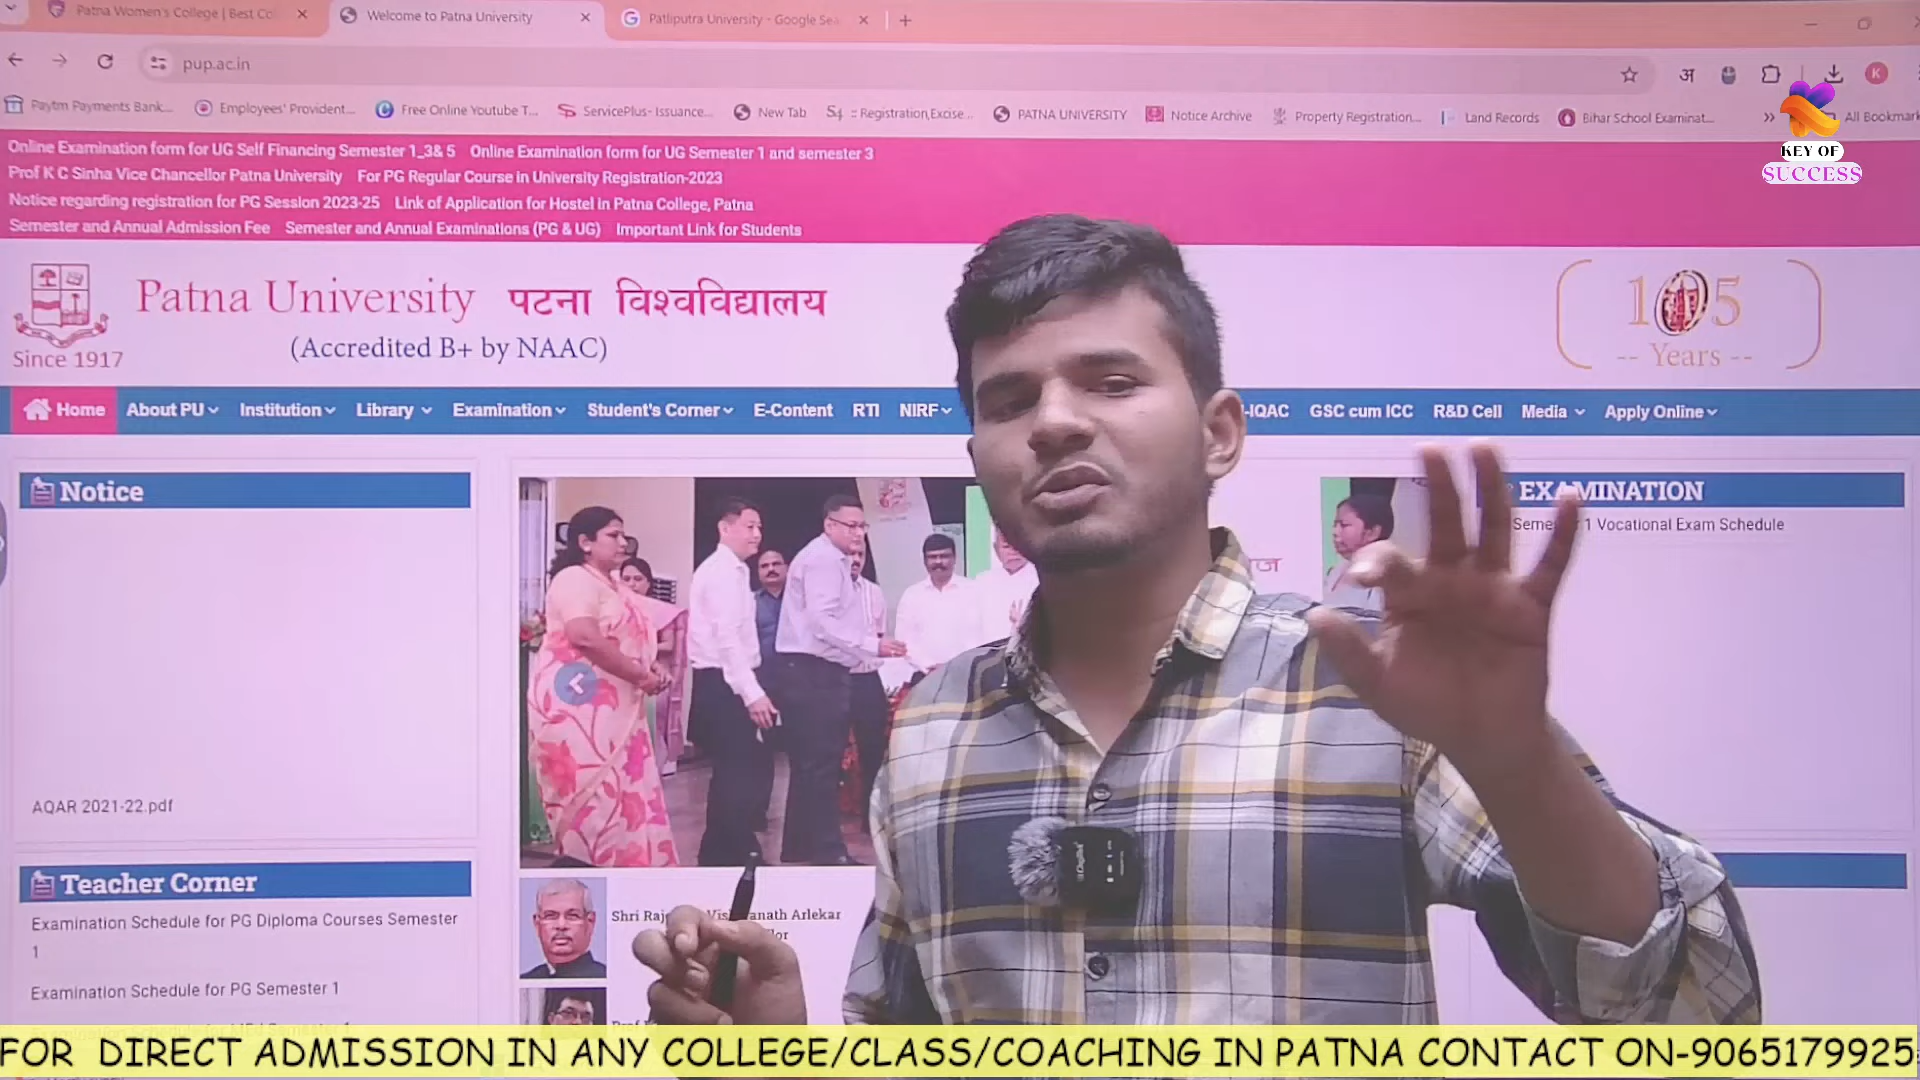 Patna Women's College | Best Co
Welcome to Patna University
Patliputra University - Google Sea
pup.ac.in
अ
K
Paytm Payments Bank...
Employees' Provident...
Free Online Youtube T...
ServicePlus- Issuance...
New Tab
:: Registration,Excise...
PATNA UNIVERSITY
Notice Archive
Property Registration...
Land Records
Bihar School Examinat...
All Bookmark
KEY OF
SUCCESS
Online Examination form for UG Self Financing Semester 1_3& 5 Online Examination form for UG Semester 1 and semester 3
Prof K C Sinha Vice Chancellor Patna University For PG Regular Course in University Registration-2023
Notice regarding registration for PG Session 2023-25 Link of Application for Hostel in Patna College, Patna
Semester and Annual Admission Fee Semester and Annual Examinations (PG & UG) Important Link for Students
Patna University पटना विश्वविद्यालय
(Accredited B+ by NAAC)
Since 1917
105
-- Years --
Home About PU Institution Library Examination Student's Corner E-Content RTI NIRF -IQAC GSC cum ICC R&D Cell Media Apply Online
Notice
AQAR 2021-22.pdf
EXAMINATION
1 Vocational Exam Schedule
Teacher Corner
Examination Schedule for PG Diploma Courses Semester
1
Examination Schedule for PG Semester 1
Shri Arlekar
FOR DIRECT ADMISSION IN ANY COLLEGE/CLASS/COACHING IN PATNA CONTACT ON-9065179925